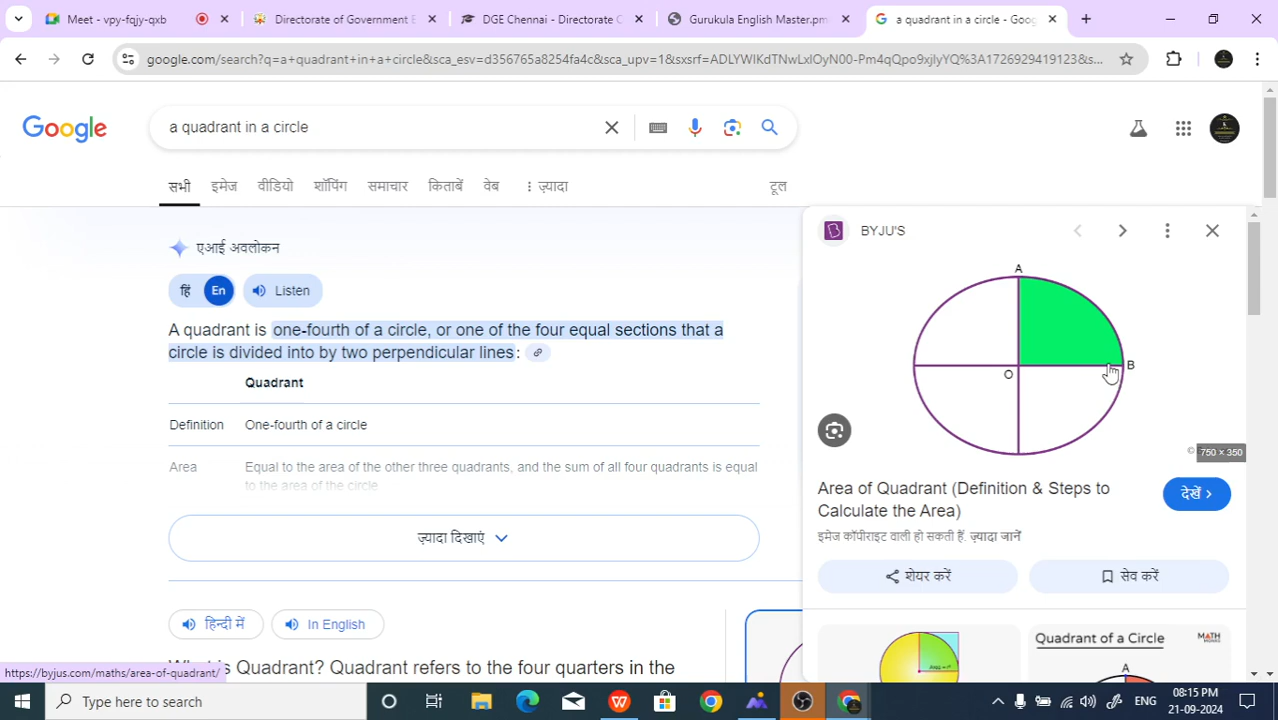 Meet - vpy-fqjy-qxb
Directorate of Government E
DGE Chennai - Directorate C
Gurukula English Master.pm
a quadrant in a circle - Goo
google.com/search?q=a+quadrant+in+a+circle&sca_esv=d356765a8254fa4c&sca_upv=1&sxsrf=ADLYWIKdTNwLxlOyN00-Pm4qQpo9xjlyYQ%3A1726929419123&s...
Google
a quadrant in a circle
सभी
इमेज
वीडियो
शॉपिंग
समाचार
किताबें
वेब
ज़्यादा
टूल
एआई अवलोकन
हिं
En
Listen
A quadrant is one-fourth of a circle, or one of the four equal sections that a
circle is divided into by two perpendicular lines:
Quadrant
Definition One-fourth of a circle
Area Equal to the area of the other three quadrants, and the sum of all four quadrants is equal
to the area of the circle
ज़्यादा दिखाएं
हिन्दी में
In English
What is Quadrant? Quadrant refers to the four quarters in the
BYJU'S
A
B
O
©
750 × 350
Area of Quadrant (Definition & Steps to
Calculate the Area)
देखें
इमेज कॉपीराइट वाली हो सकती हैं. ज़्यादा जानें
शेयर करें
सेव करें
Quadrant of a Circle
MATH
A
https://byjus.com/maths/area-of-quadrant/
Type here to search
ENG
08:15 PM
21-09-2024